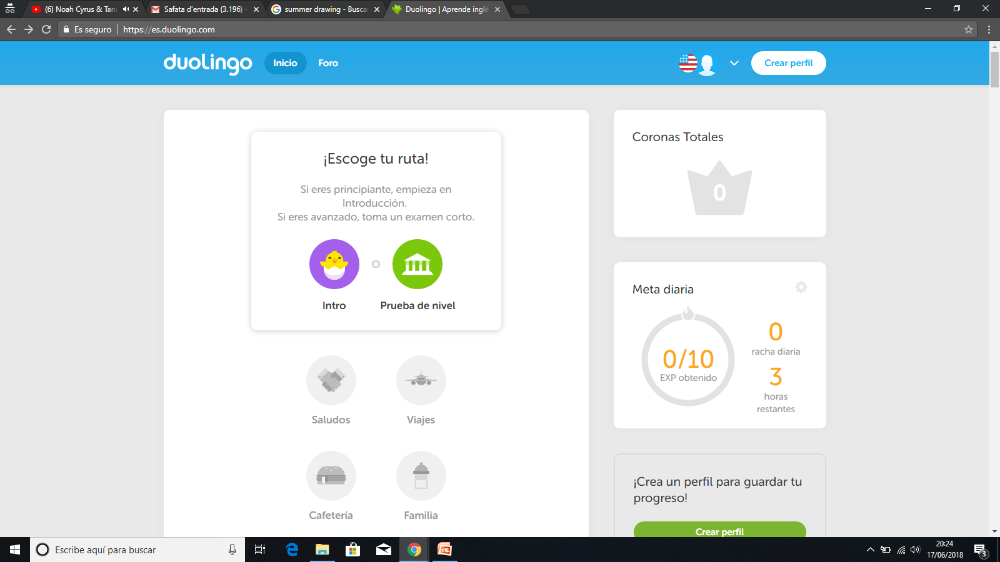 (6) Noah Cyrus & Tann
Safata d'entrada (3.196) -
summer drawing - Buscar
Duolingo | Aprende inglé
Es seguro
https://es.duolingo.com
duolingo
Inicio
Foro
Crear perfil
¡Escoge tu ruta!
Si eres principiante, empieza en
Introducción.
Si eres avanzado, toma un examen corto.
o
Intro
Prueba de nivel
Saludos
Viajes
Cafetería
Familia
Coronas Totales
0
Meta diaria
0/10
EXP obtenido
0
racha diaria
3
horas
restantes
¡Crea un perfil para guardar tu
progreso!
Crear perfil
Escribe aquí para buscar
20:24
17/06/2018
3